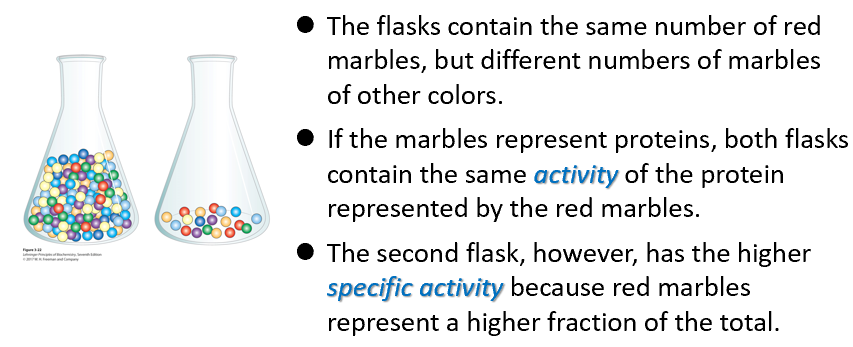 ● The flasks contain the same number of red
marbles, but different numbers of marbles
of other colors.
● If the marbles represent proteins, both flasks
contain the same activity of the protein
represented by the red marbles.
● The second flask, however, has the higher
specific activity because red marbles
represent a higher fraction of the total.
Figure 3-22
Lehninger Principles of Biochemistry, Seventh Edition
© 2017 W. H. Freeman and Company